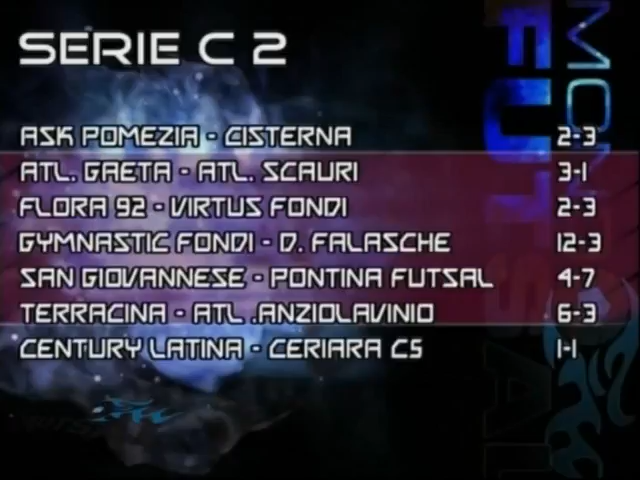 SERIE C 2
ASK POMEZIA - CISTERNA 2-3
ATL. GAETA - ATL. SCAURI 3-1
FLORA 92 - VIRTUS FONDI 2-3
GYMNASTIC FONDI - D. FALASCHE 12-3
SAN GIOVANNESE - PONTINA FUTSAL 4-7
TERRACINA - ATL .ANZIOLAVINIO 6-3
CENTURY LATINA - CERIARA C5 1-1
FUTSAL